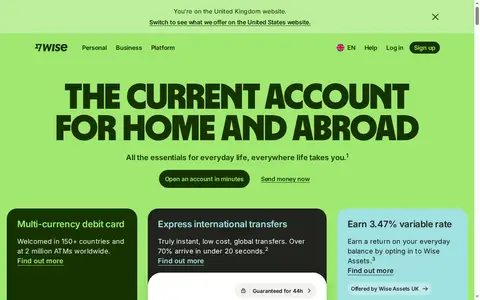 You're on the United Kingdom website.
Switch to see what we offer on the United States website.
WISE
Personal Business Platform
EN Help Log in Sign up
THE CURRENT ACCOUNT
FOR HOME AND ABROAD
All the essentials for everyday life, everywhere life takes you.¹
Open an account in minutes Send money now
Multi-currency debit card
Welcomed in 150+ countries and
at 2 million ATMs worldwide.
Find out more
Express international transfers
Truly instant, low cost, global transfers. Over
70% arrive in under 20 seconds.²
Find out more
Guaranteed for 44h
Earn 3.47% variable rate
Earn a return on your everyday
balance by opting in to Wise
Assets.³
Find out more
Offered by Wise Assets UK